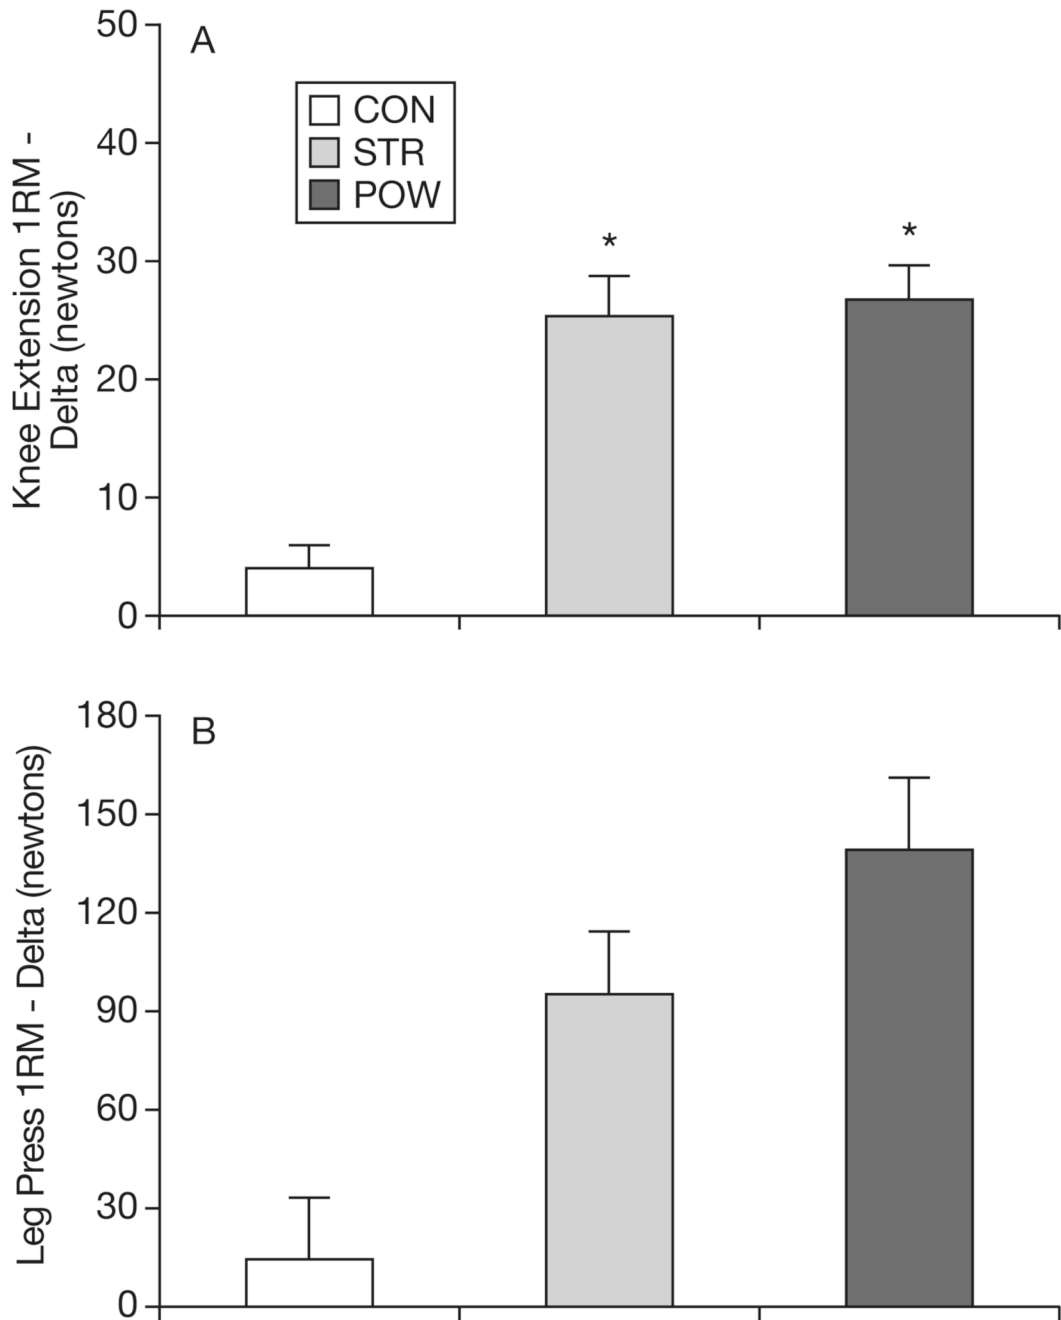 50
A
CON
STR
POW
40
30
20
10
0
*
*
Knee Extension 1RM -
Delta (newtons)
180
B
150
120
90
60
30
0
Leg Press 1RM - Delta (newtons)